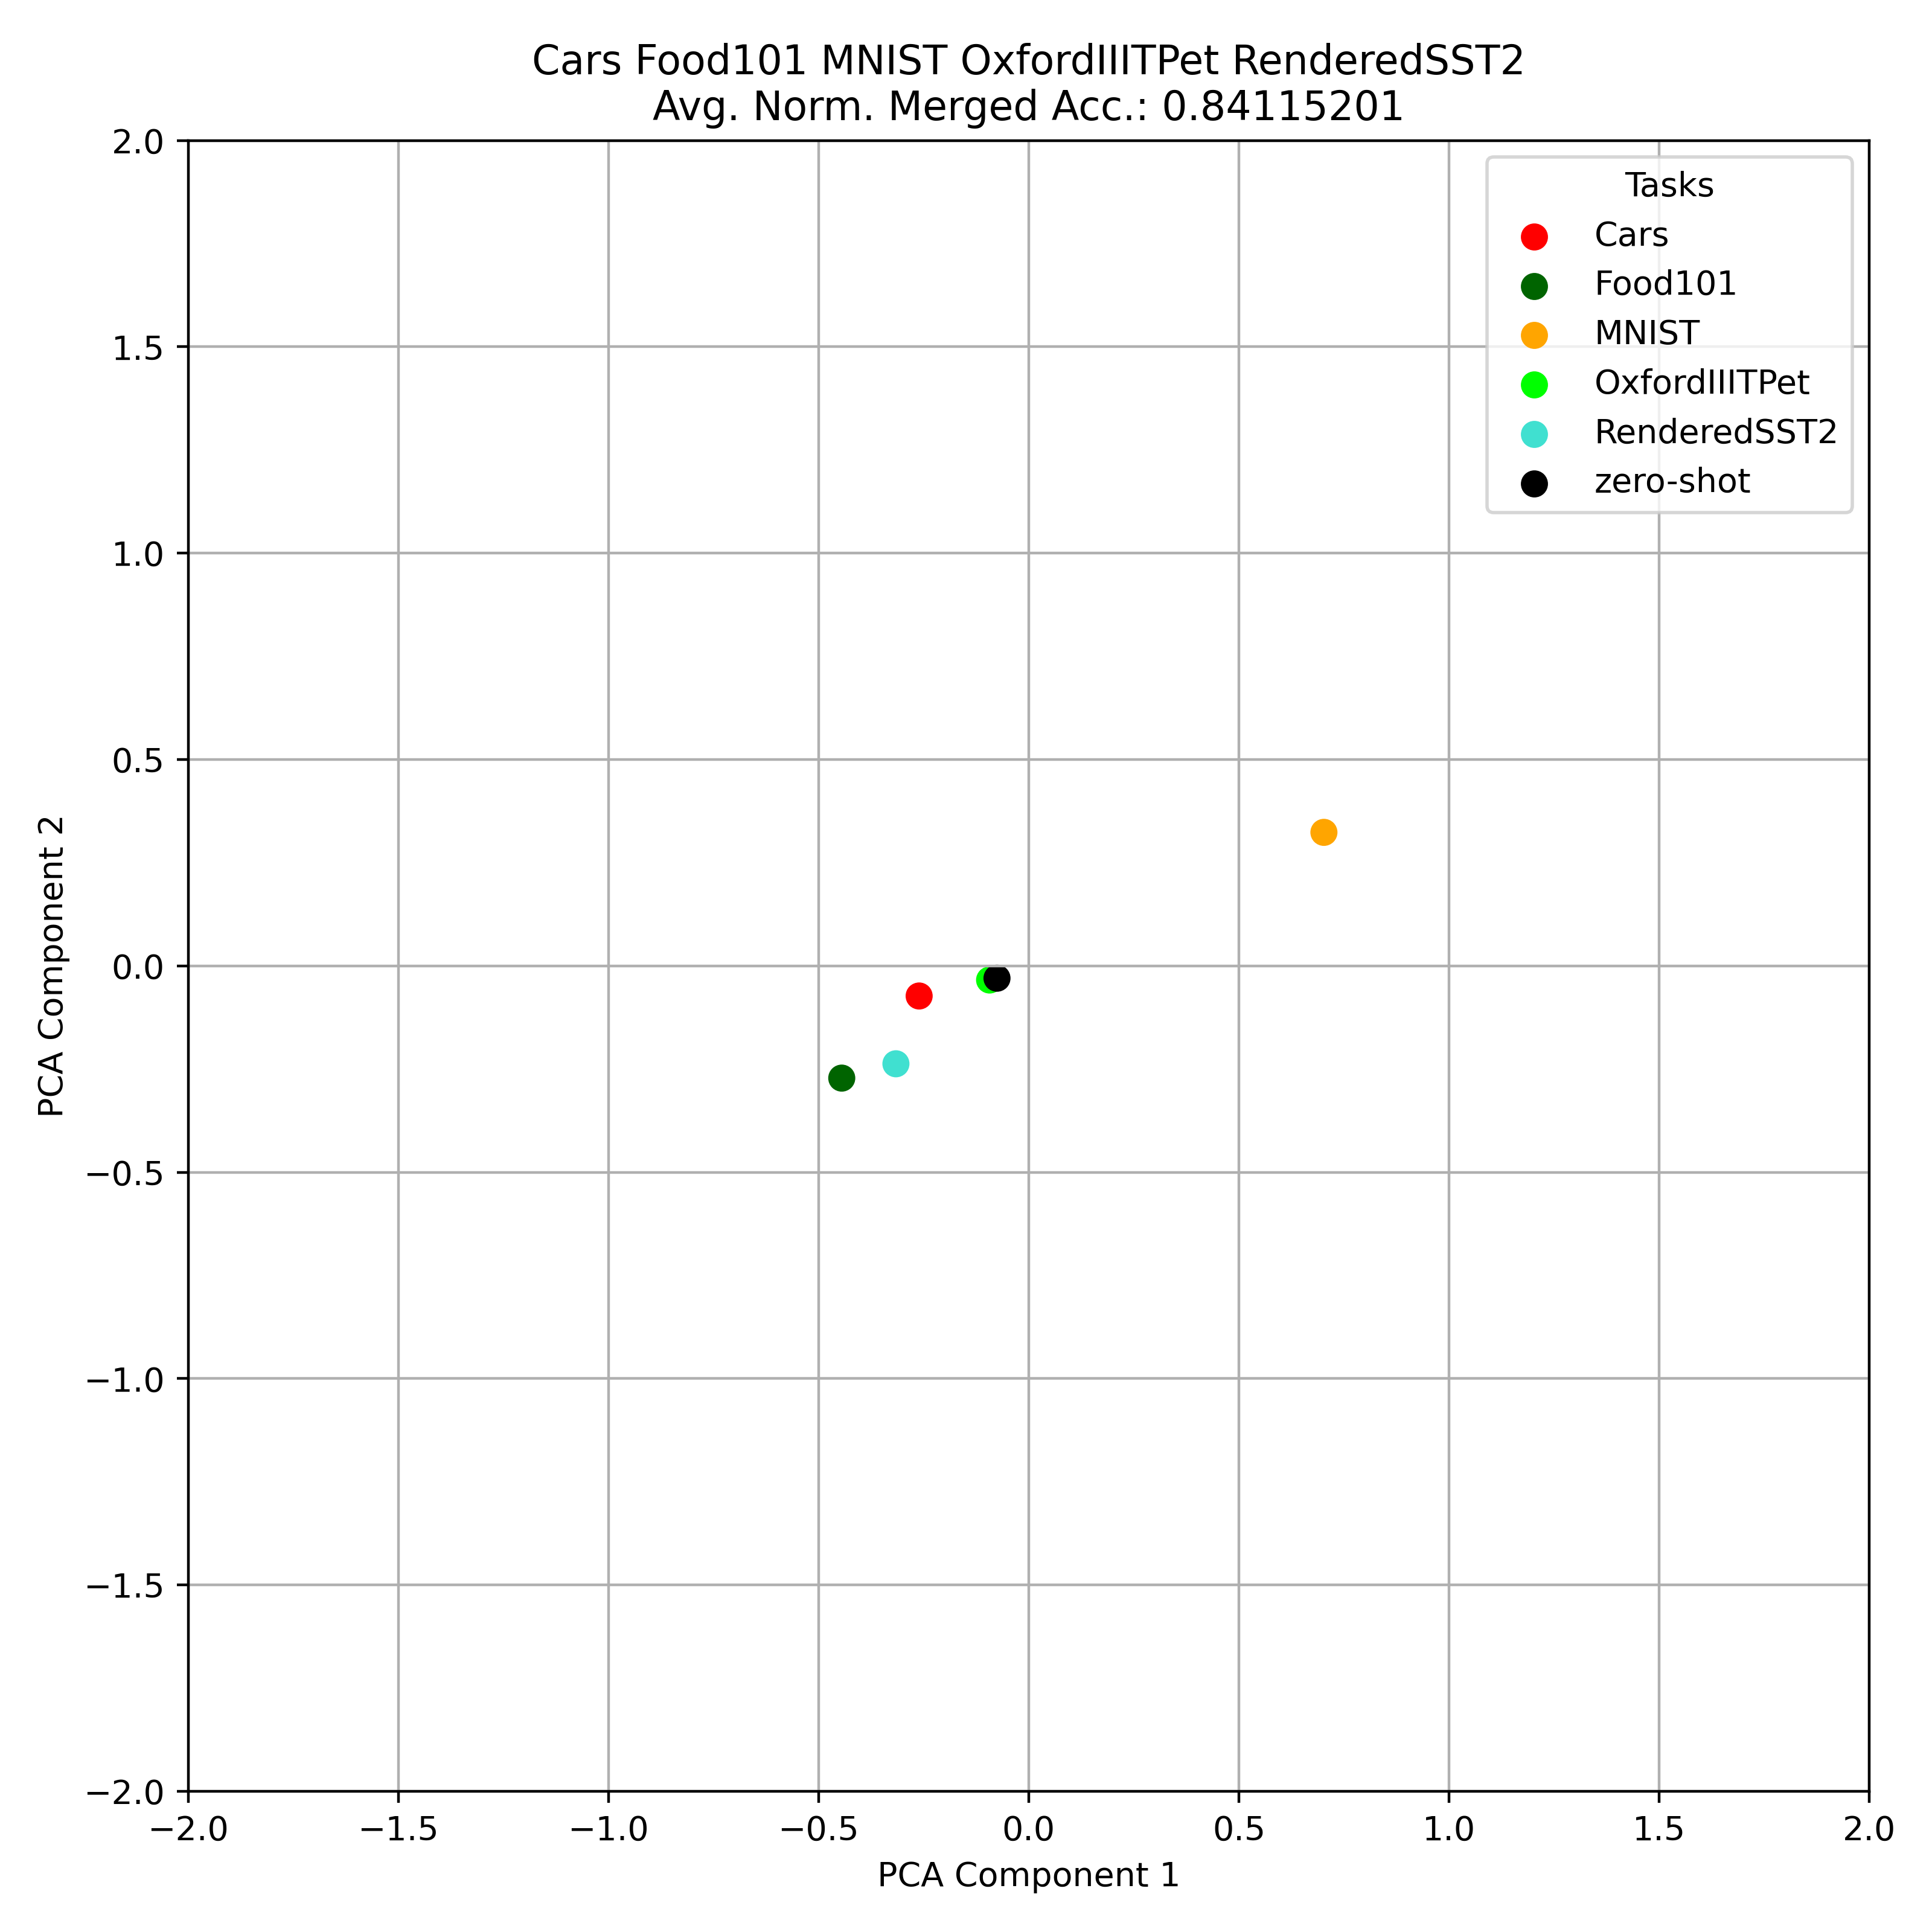 Cars Food101 MNIST OxfordIIITPet RenderedSST2
Avg. Norm. Merged Acc.: 0.84115201
Tasks
Cars
Food101
MNIST
OxfordIIITPet
RenderedSST2
zero-shot
PCA Component 2
2.0
1.5
1.0
0.5
0.0
−0.5
−1.0
−1.5
−2.0
−2.0 −1.5 −1.0 −0.5 0.0 0.5 1.0 1.5 2.0
PCA Component 1